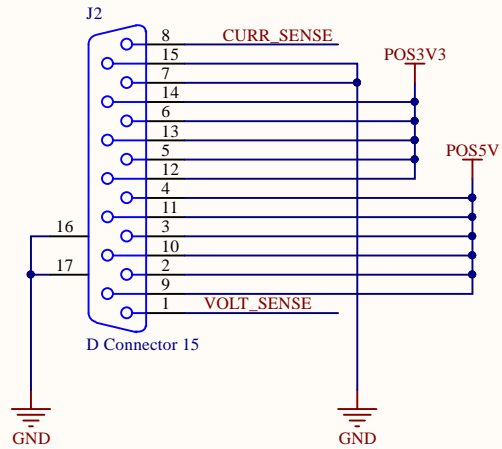 J2
8 CURR_SENSE
15
POS3V3
7
14
6
13
5
POS5V
12
4
11
16 3
10
17 2
9
1 VOLT_SENSE
D Connector 15
GND GND